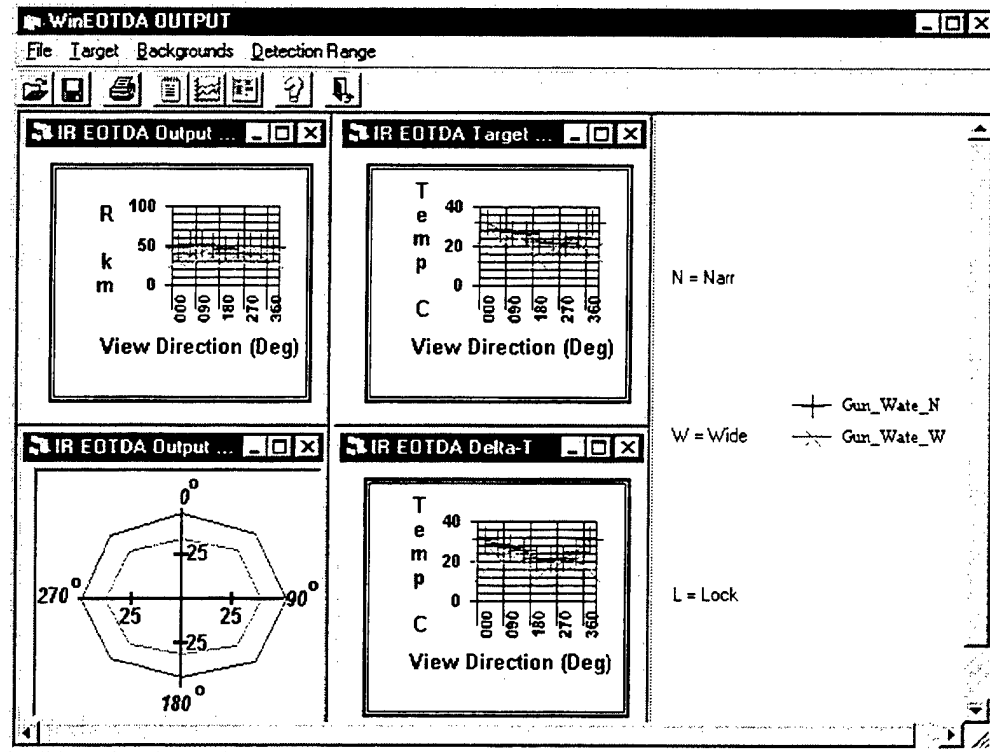 WinEOTDA OUTPUT
File Target Backgrounds Detection Range
IR EOTDA Output ...
R km
100
50
0
000 090 180 270 360
View Direction (Deg)
IR EOTDA Target ...
Temp C
40
20
0
000 090 180 270 360
View Direction (Deg)
N = Narr
W = Wide
L = Lock
Gun_Wate_N
Gun_Wate_W
IR EOTDA Output ...
0°
25
270°
25
25
90°
25
180°
IR EOTDA Delta-T
Temp C
40
20
0
000 090 180 270 360
View Direction (Deg)